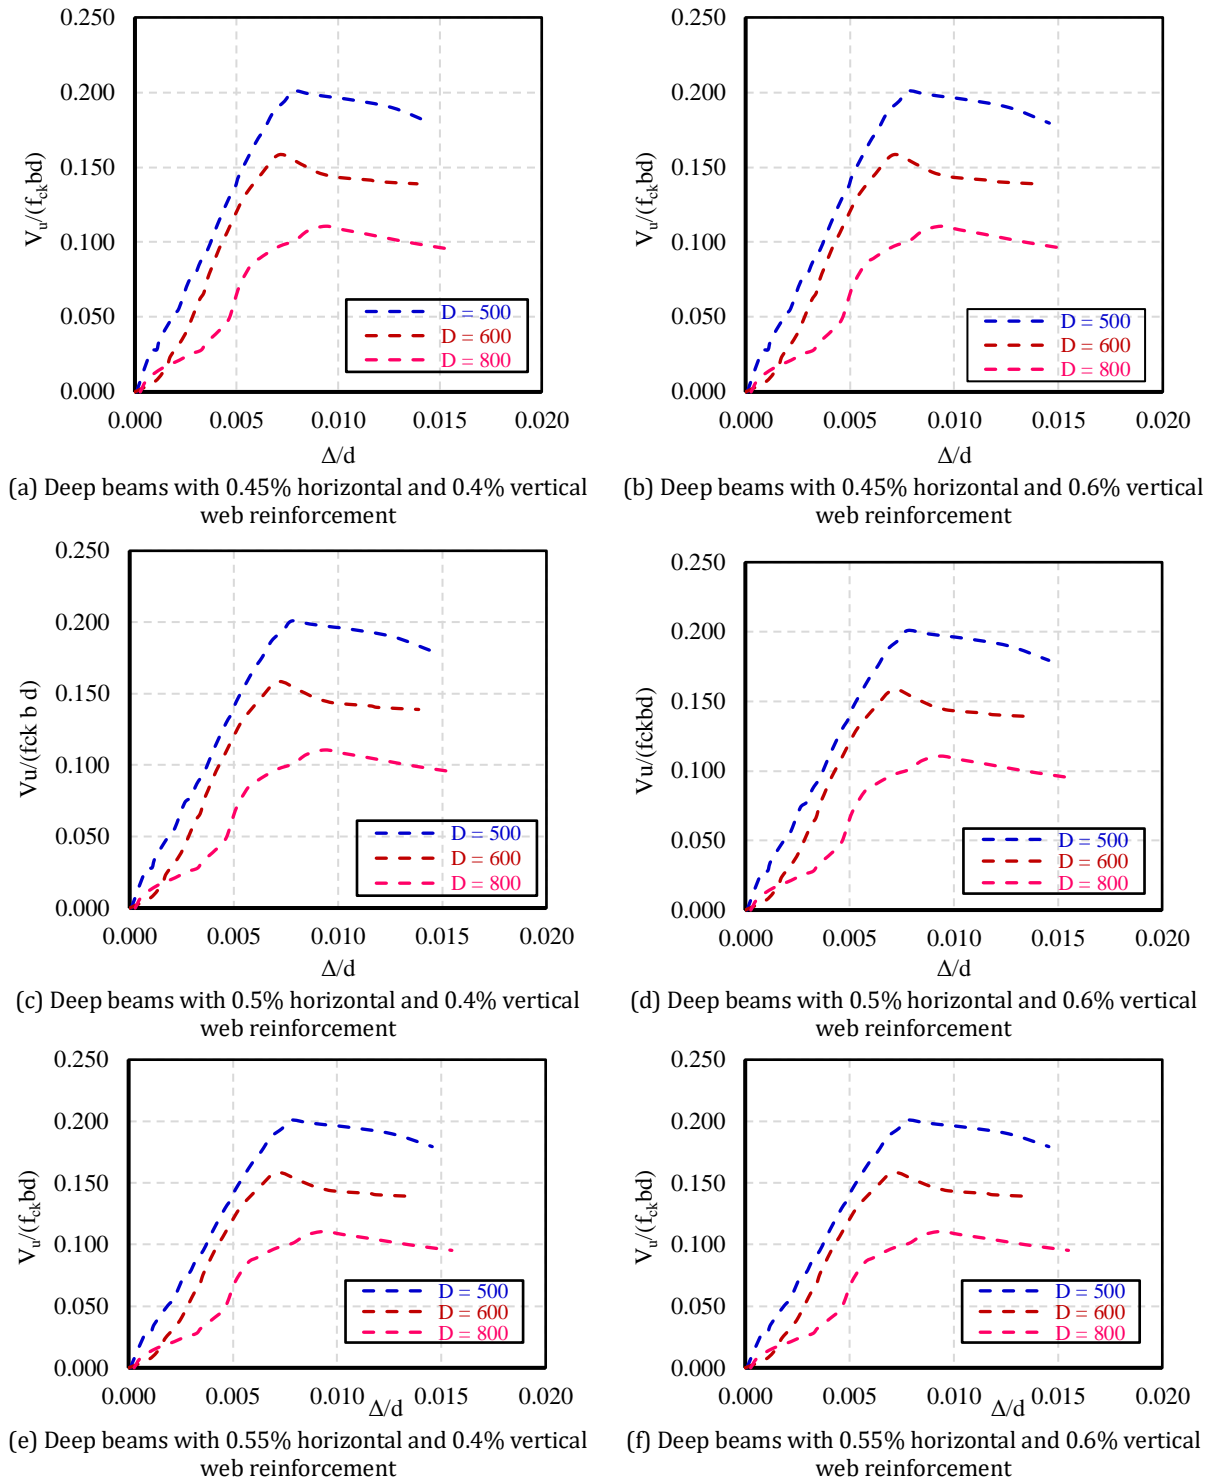 0.250
0.200
0.150
0.100
0.050
0.000
V_u/(f_ckbd)
D = 500
D = 600
D = 800
0.000 0.005 0.010 0.015 0.020
Δ/d
(a) Deep beams with 0.45% horizontal and 0.4% vertical
web reinforcement
0.250
0.200
0.150
0.100
0.050
0.000
V_u/(f_ckbd)
D = 500
D = 600
D = 800
0.000 0.005 0.010 0.015 0.020
Δ/d
(b) Deep beams with 0.45% horizontal and 0.6% vertical
web reinforcement
0.250
0.200
0.150
0.100
0.050
0.000
Vu/(fck b d)
D = 500
D = 600
D = 800
0.000 0.005 0.010 0.015 0.020
Δ/d
(c) Deep beams with 0.5% horizontal and 0.4% vertical
web reinforcement
0.250
0.200
0.150
0.100
0.050
0.000
Vu/(fckbd)
D = 500
D = 600
D = 800
0.000 0.005 0.010 0.015 0.020
Δ/d
(d) Deep beams with 0.5% horizontal and 0.6% vertical
web reinforcement
0.250
0.200
0.150
0.100
0.050
0.000
V_u/(f_ckbd)
D = 500
D = 600
D = 800
0.000 0.005 0.010 0.015 0.020
Δ/d
(e) Deep beams with 0.55% horizontal and 0.4% vertical
web reinforcement
0.250
0.200
0.150
0.100
0.050
0.000
V_u/(f_ckbd)
D = 500
D = 600
D = 800
0.000 0.005 0.010 0.015 0.020
Δ/d
(f) Deep beams with 0.55% horizontal and 0.6% vertical
web reinforcement